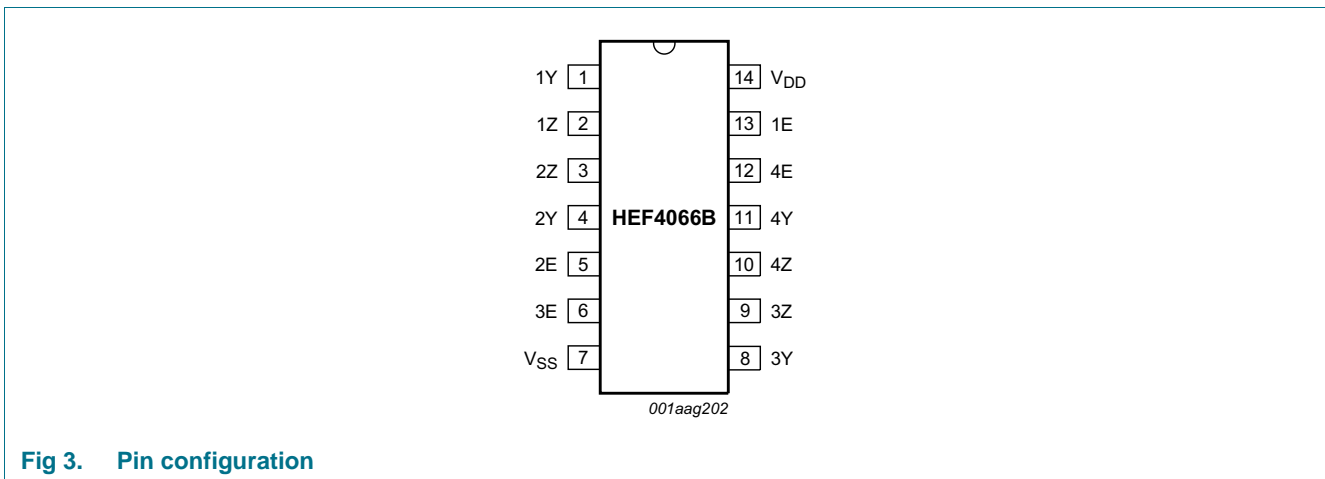 1Y 1 14 VDD
1Z 2 13 1E
2Z 3 12 4E
2Y 4 HEF4066B 11 4Y
2E 5 10 4Z
3E 6 9 3Z
VSS 7 8 3Y
001aag202
Fig 3. Pin configuration